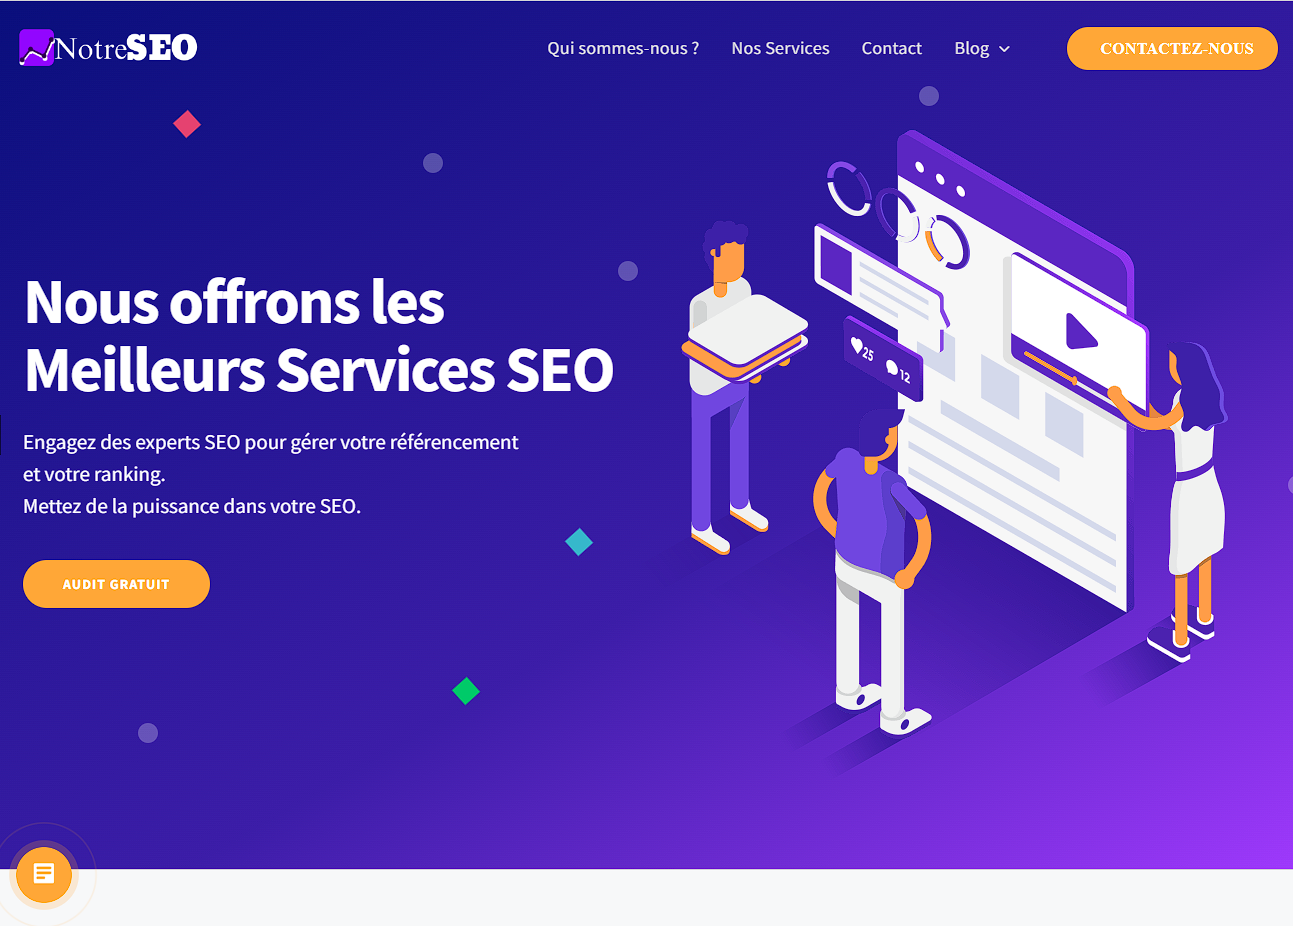 NotreSEO
Qui sommes-nous ? Nos Services Contact Blog CONTACTEZ-NOUS
Nous offrons les
Meilleurs Services SEO
Engagez des experts SEO pour gérer votre référencement
et votre ranking.
Mettez de la puissance dans votre SEO.
AUDIT GRATUIT
25
12